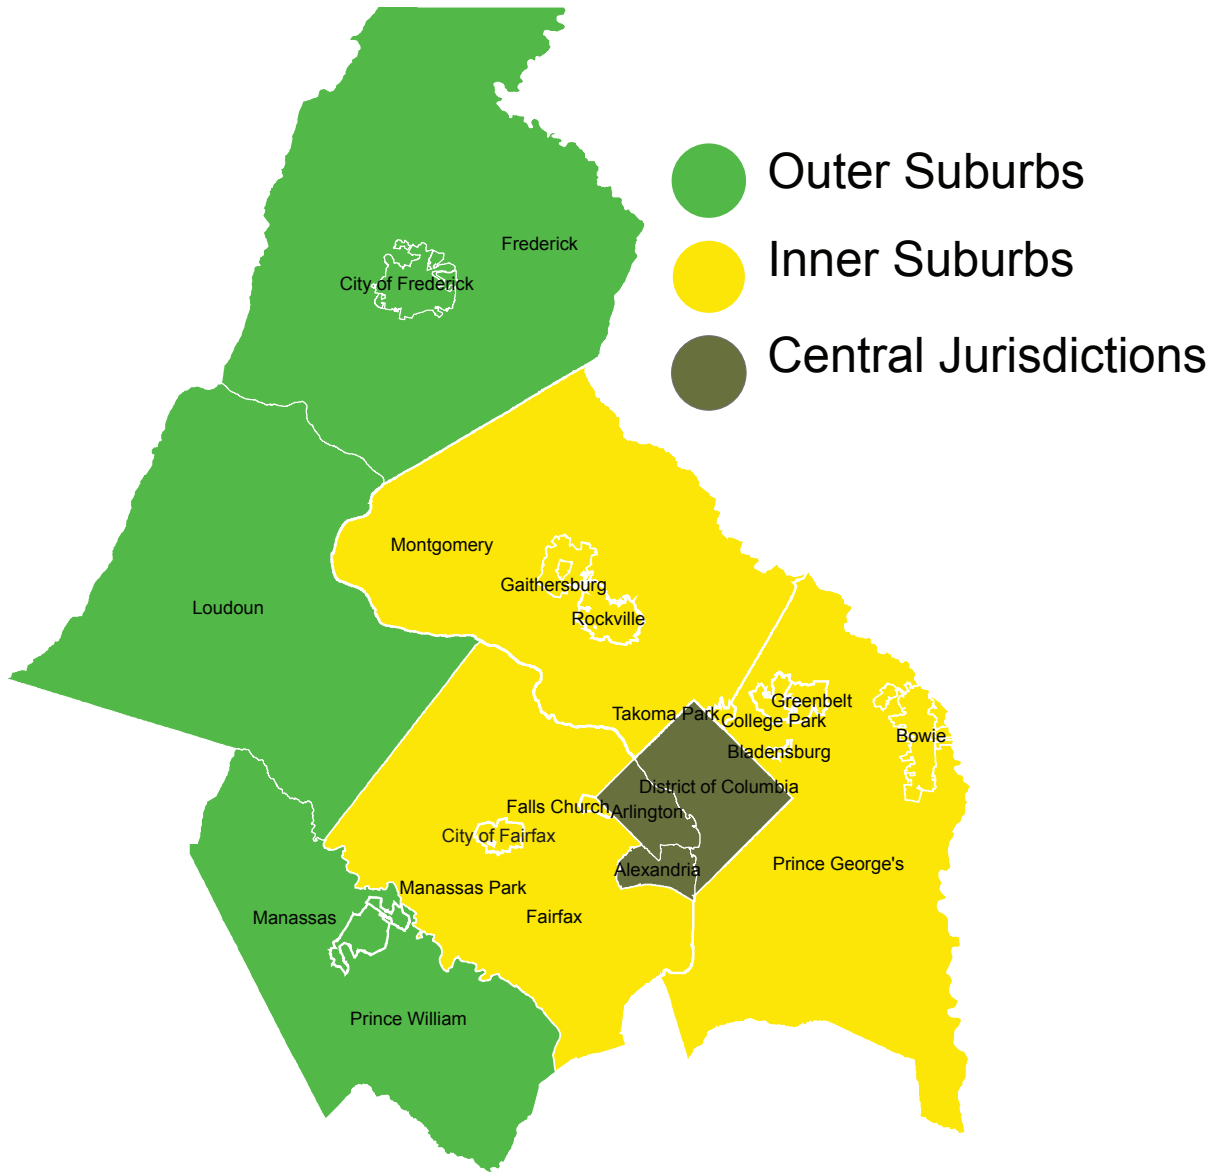 Outer Suburbs
Inner Suburbs
Central Jurisdictions
Frederick
City of Frederick
Montgomery
Gaithersburg
Rockville
Loudoun
Takoma Park
Greenbelt
College Park
Bowie
Bladensburg
District of Columbia
Falls Church
Arlington
City of Fairfax
Alexandria
Prince George's
Manassas Park
Manassas
Fairfax
Prince William